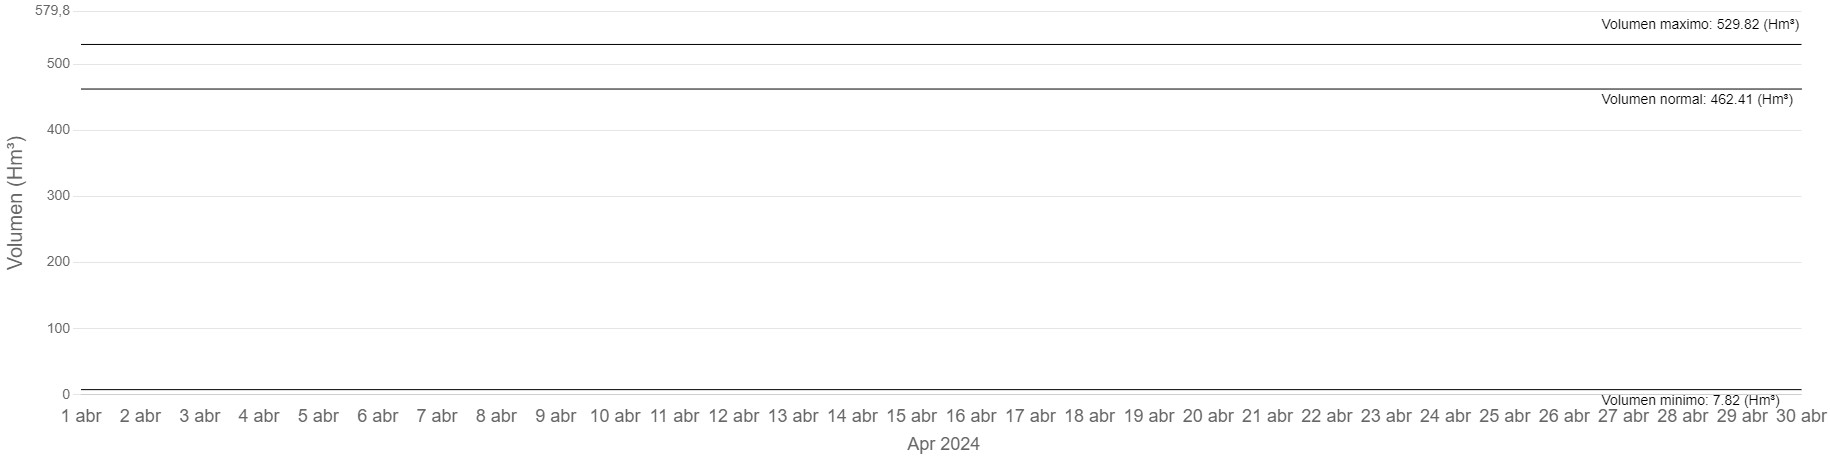 579,8
Volumen maximo: 529.82 (Hm³)
500
Volumen normal: 462.41 (Hm³)
400
300
200
100
0
Volumen (Hm³)
Volumen minimo: 7.82 (Hm³)
1 abr 2 abr 3 abr 4 abr 5 abr 6 abr 7 abr 8 abr 9 abr 10 abr 11 abr 12 abr 13 abr 14 abr 15 abr 16 abr 17 abr 18 abr 19 abr 20 abr 21 abr 22 abr 23 abr 24 abr 25 abr 26 abr 27 abr 28 abr 29 abr 30 abr
Apr 2024